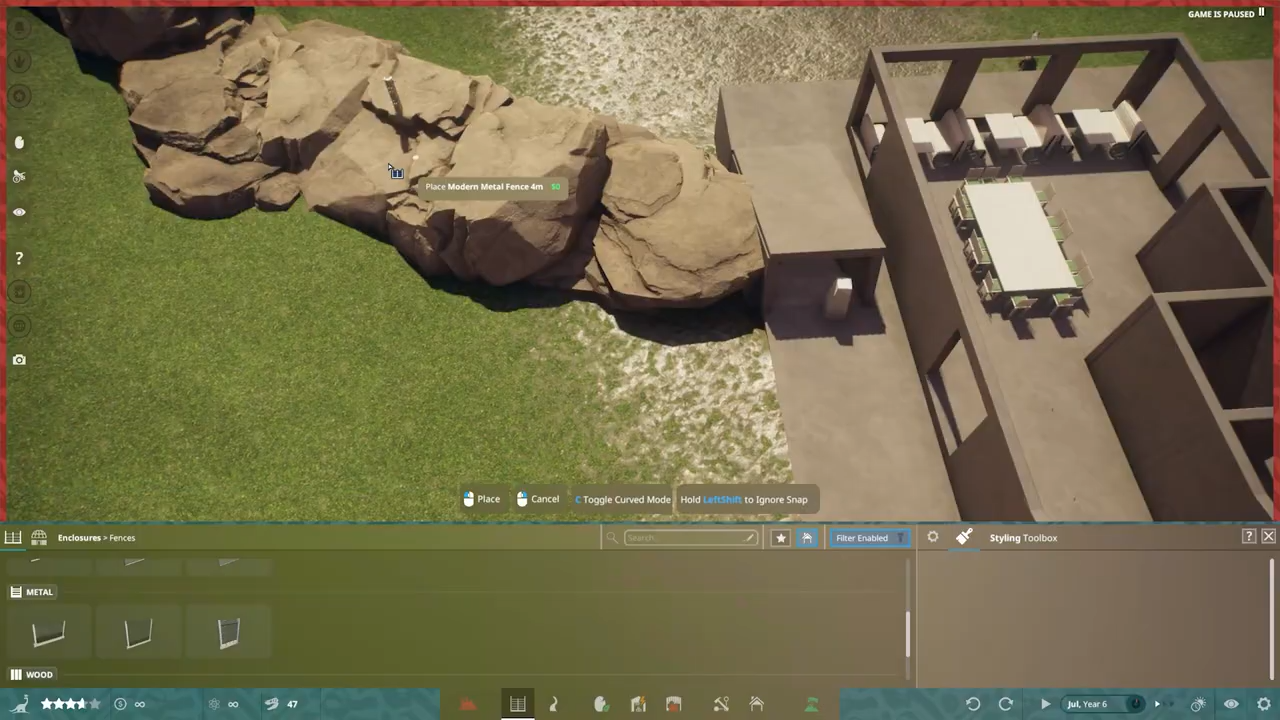 GAME IS PAUSED
Place Modern Metal Fence 4m $0
Place Cancel C Toggle Curved Mode Hold LeftShift to Ignore Snap
Enclosures > Fences
Search...
Filter Enabled
Styling Toolbox
?
METAL
WOOD
∞ ∞ 47
Jul, Year 6